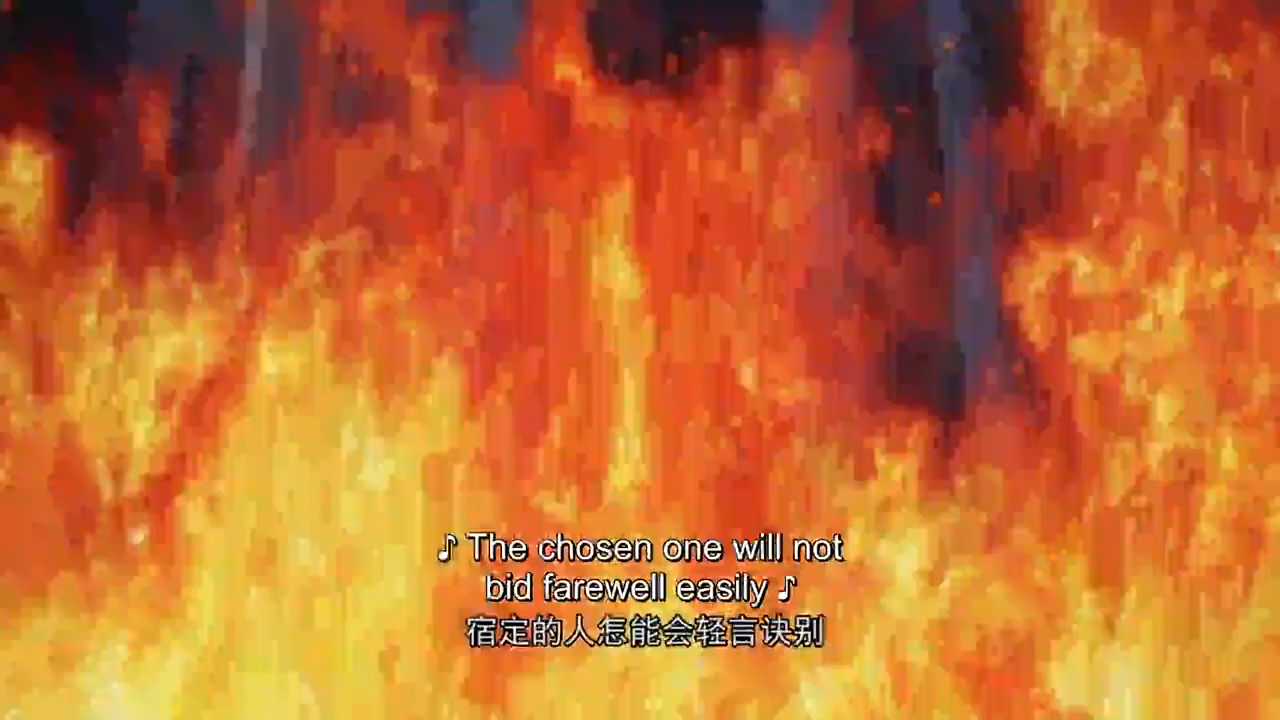 ♪ The chosen one will not
bid farewell easily ♪
宿定的人怎能会轻言诀别